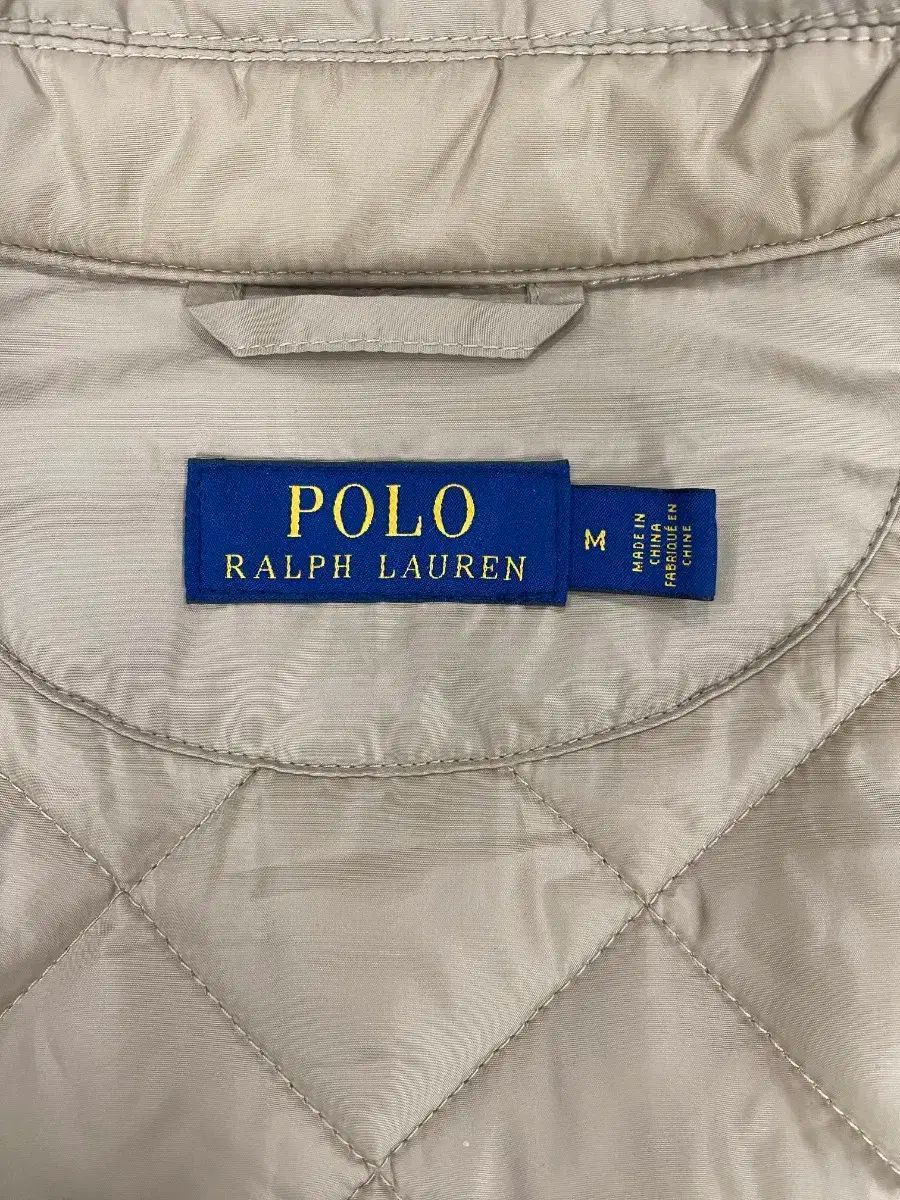 POLO
RALPH LAUREN
M
MADE IN
CHINA
FABRIQUÉ EN
CHINE